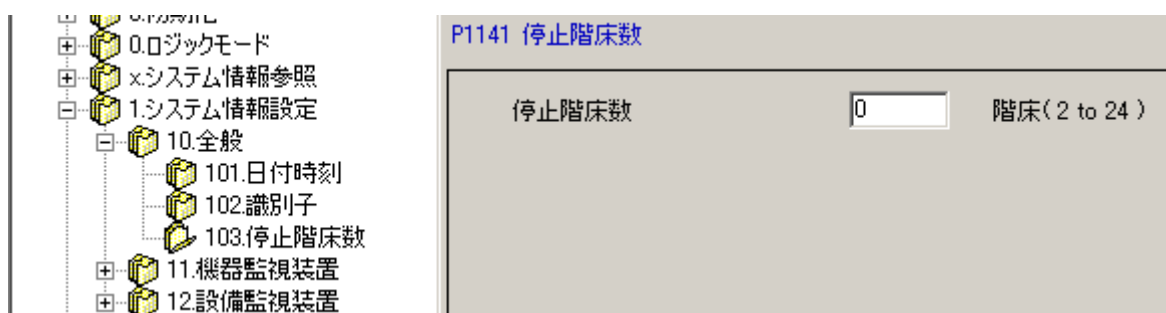 0.ロジックモード
x.システム情報参照
1.システム情報設定
10.全般
101.日付時刻
102.識別子
103.停止階床数
11.機器監視装置
12.設備監視装置
P1141 停止階床数
停止階床数 0 階床( 2 to 24 )